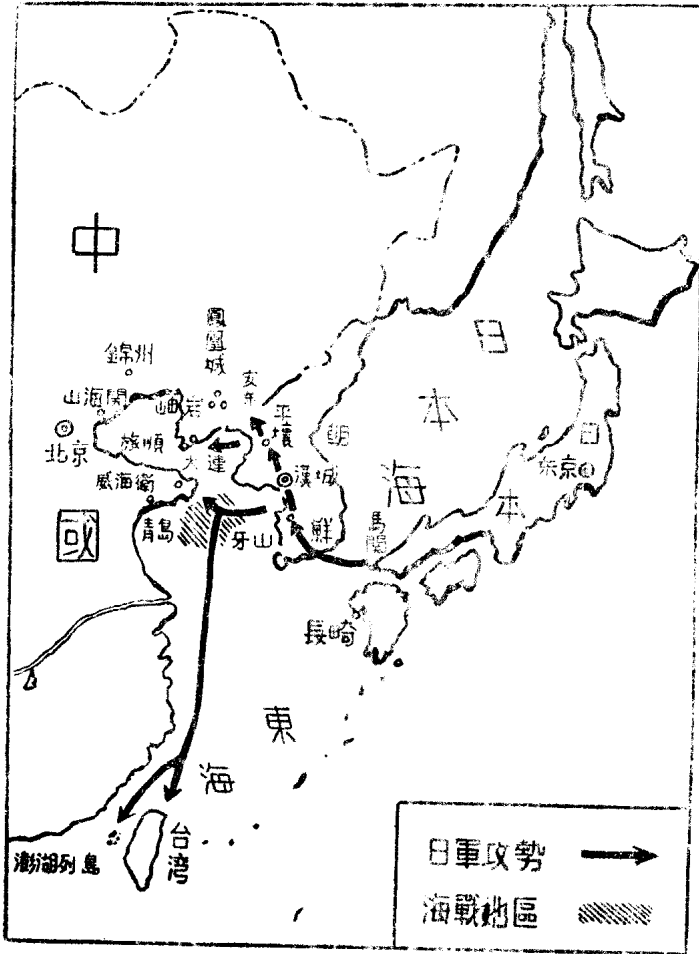 中國
日本海
日本
朝鮮
東海
鳳凰城
錦州
安东
山海関
岫岩
平壤
北京
旅順
大連
漢城
威海衛
青島
牙山
馬關
东京
長崎
台湾
澎湖列島
日軍攻勢
海戰地區